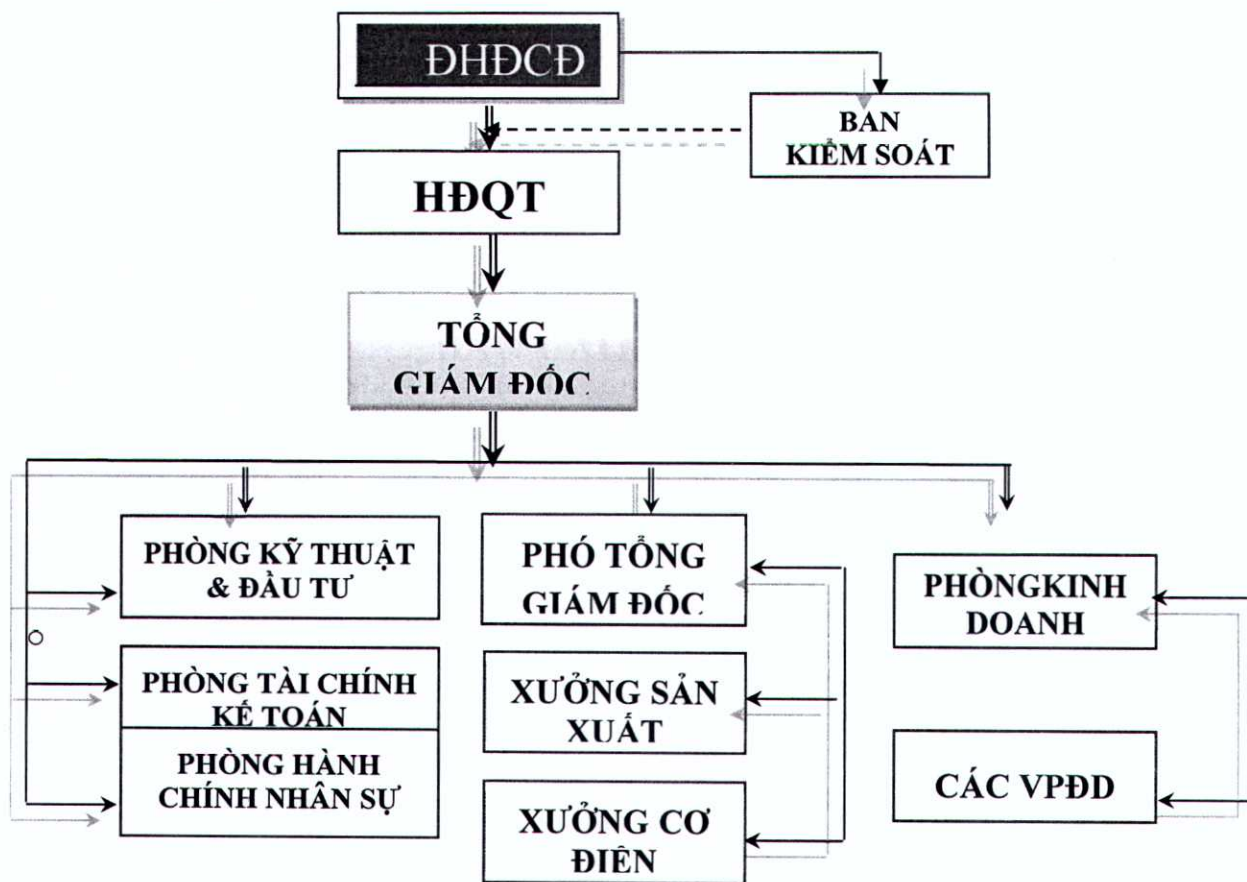 ĐHĐCĐ
BAN
KIỂM SOÁT
HĐQT
TỔNG
GIÁM ĐỐC
PHÒNG KỸ THUẬT
& ĐẦU TƯ
PHÓ TỔNG
GIÁM ĐỐC
PHÒNGKINH
DOANH
PHÒNG TÀI CHÍNH
KẾ TOÁN
XƯỞNG SẢN
XUẤT
PHÒNG HÀNH
CHÍNH NHÂN SỰ
CÁC VPĐD
XƯỞNG CƠ
ĐIỆN